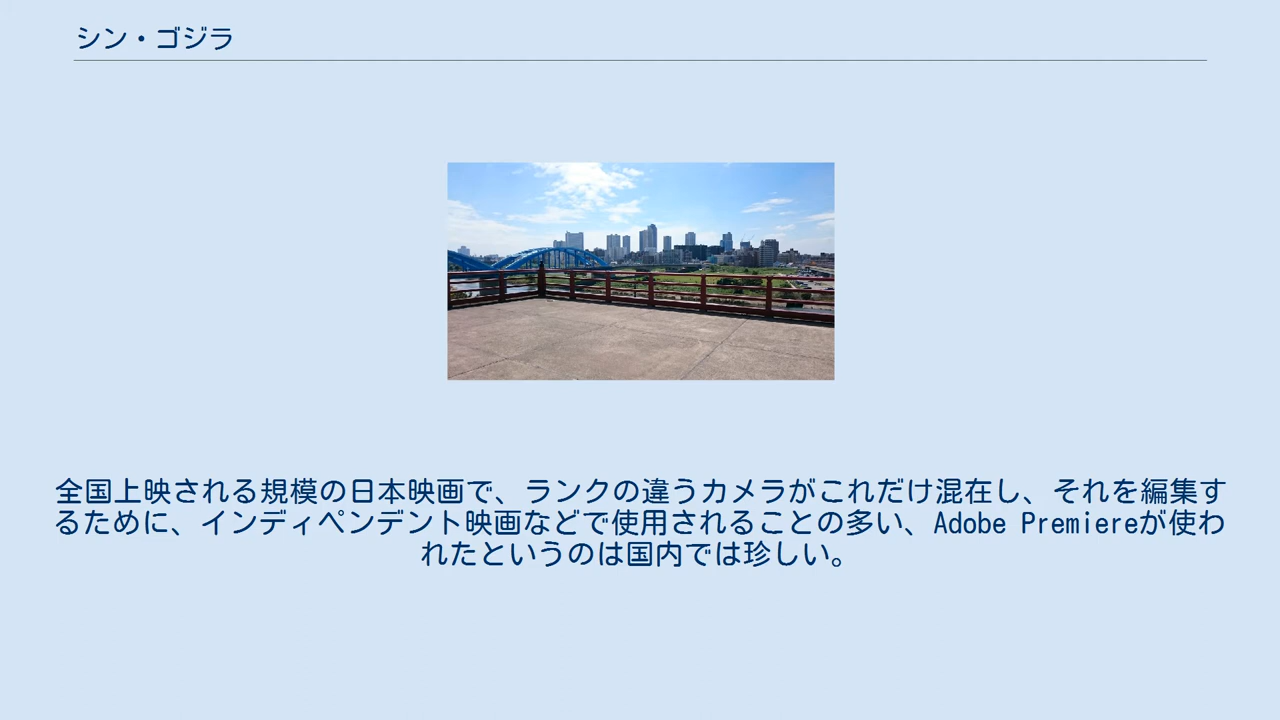 シン・ゴジラ
全国上映される規模の日本映画で、ランクの違うカメラがこれだけ混在し、それを編集す
るために、インディペンデント映画などで使用されることの多い、Adobe Premiereが使わ
れたというのは国内では珍しい。